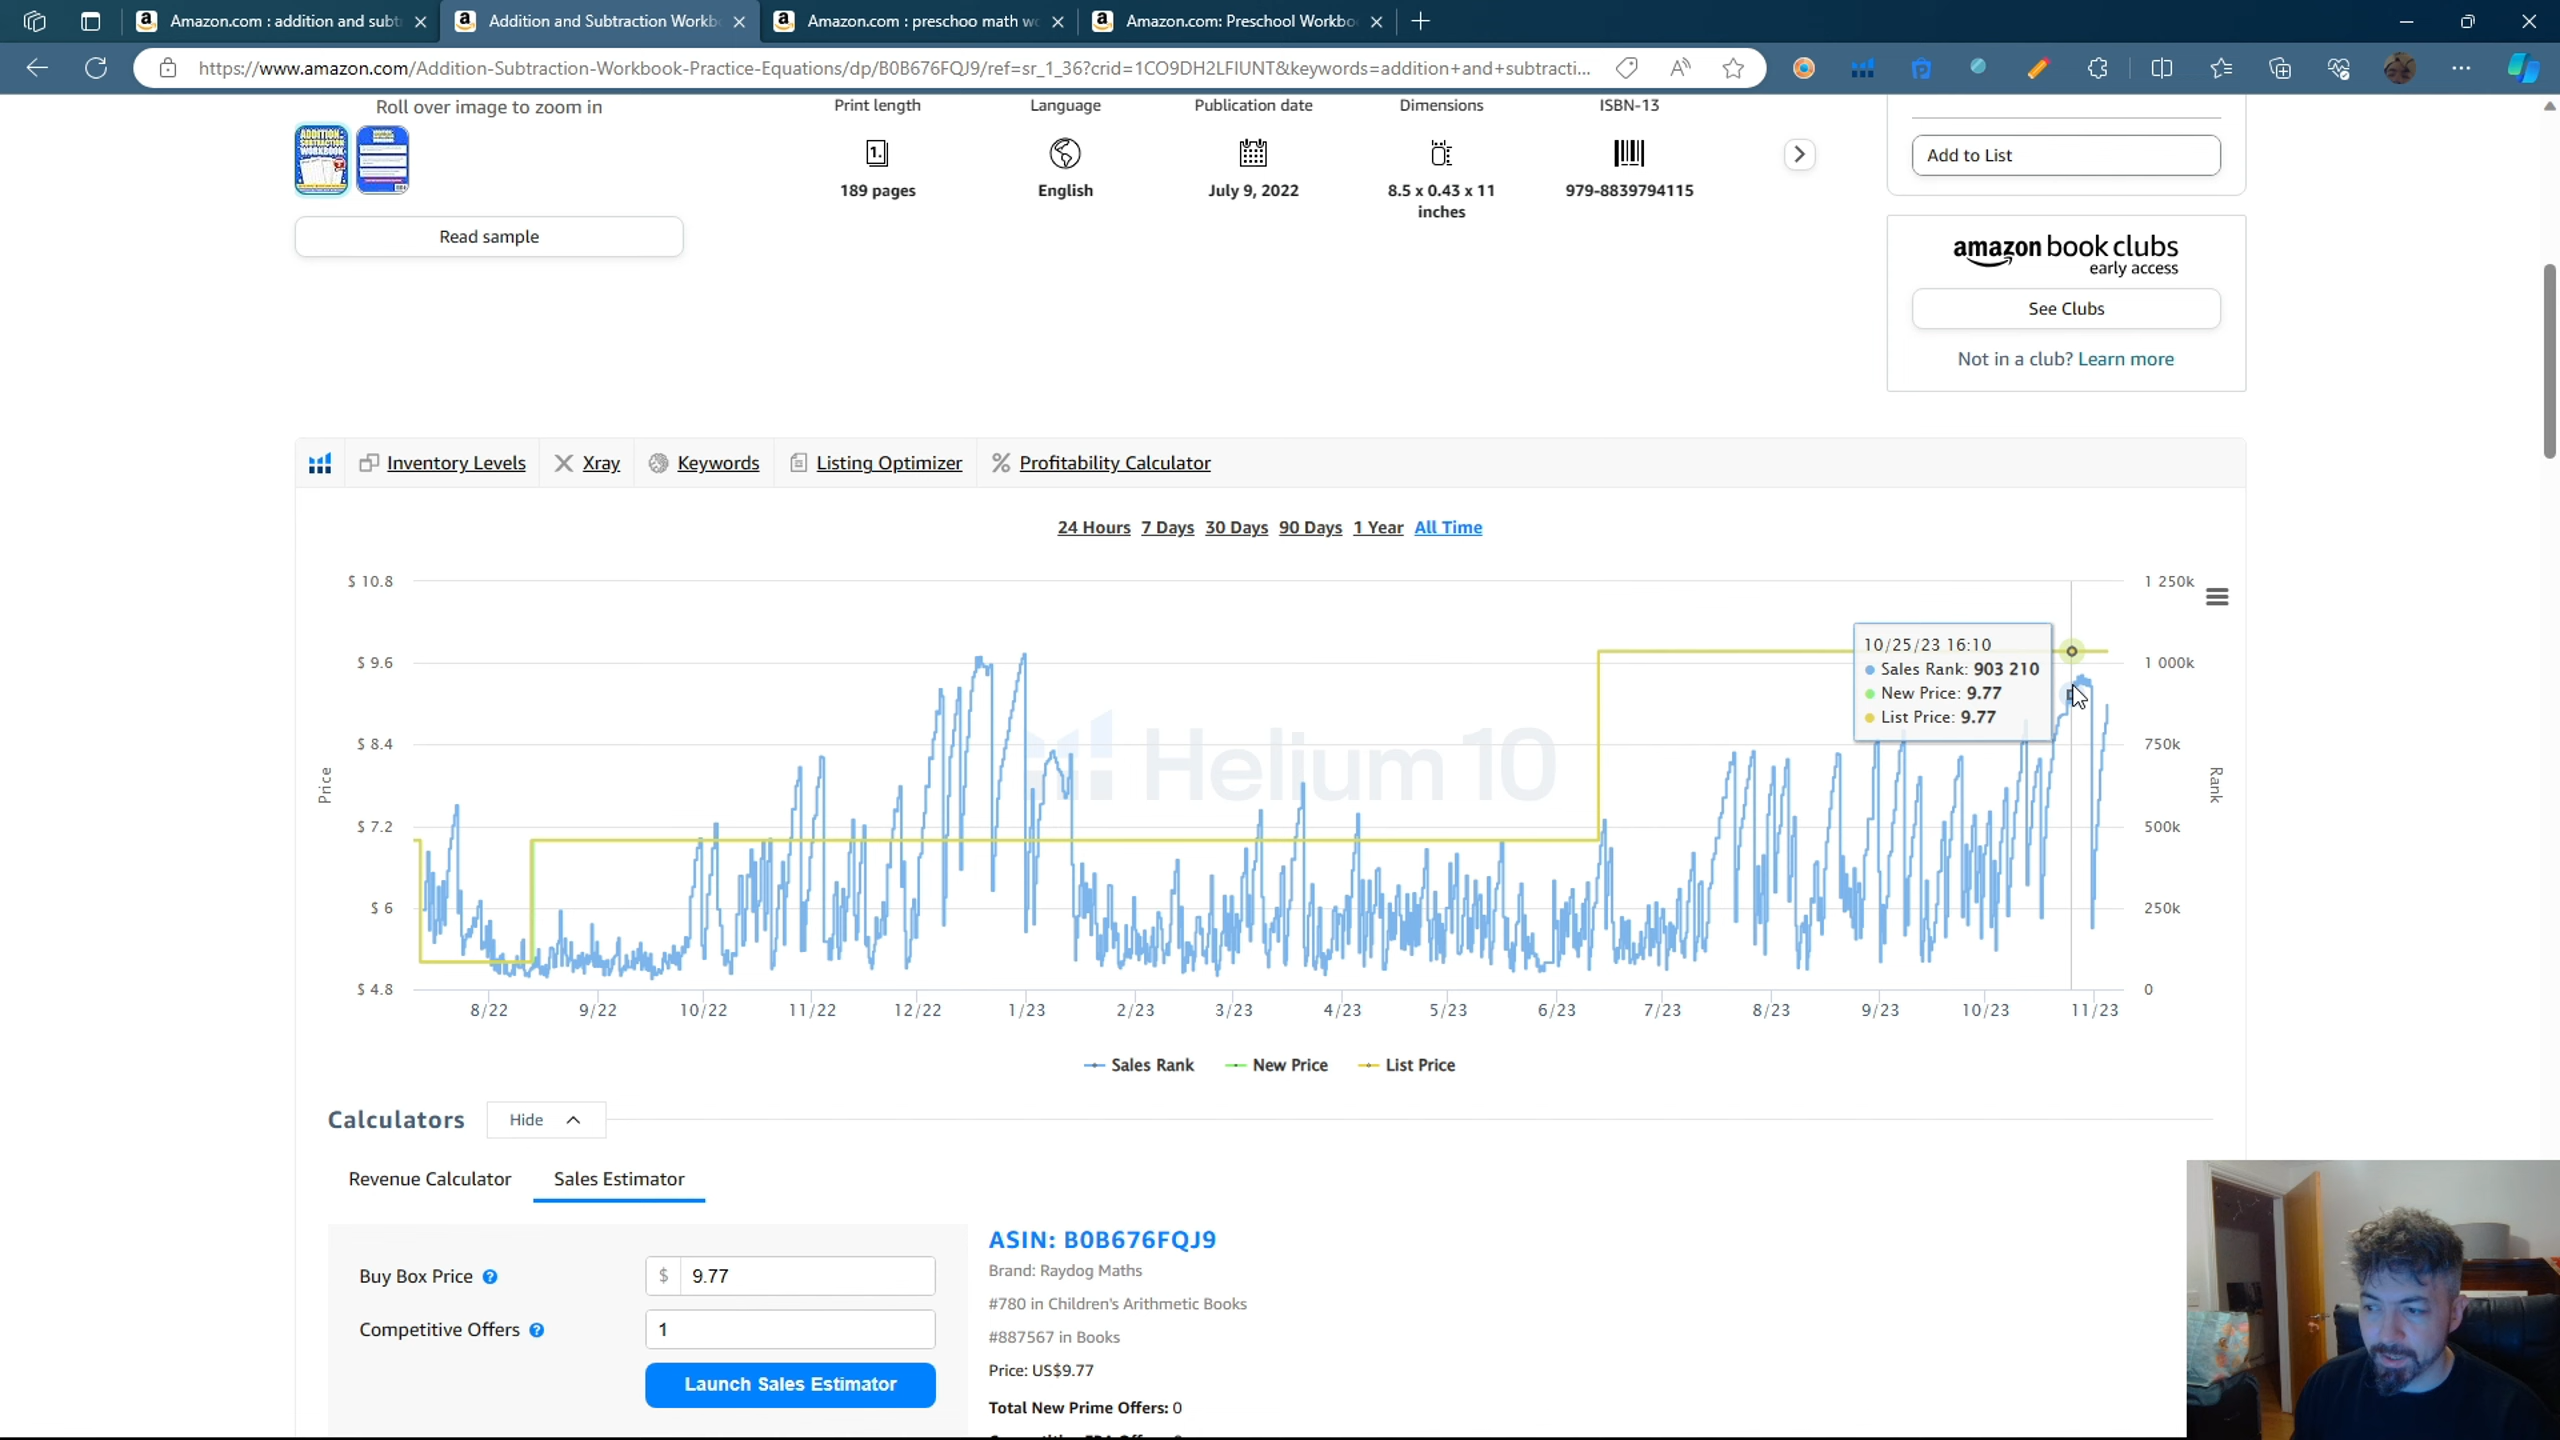 Amazon.com : addition and subt
Addition and Subtraction Workb
Amazon.com : preschoo math wo
Amazon.com: Preschool Workbo
https://www.amazon.com/Addition-Subtraction-Workbook-Practice-Equations/dp/B0B676FQJ9/ref=sr_1_36?crid=1CO9DH2LFIUNT&keywords=addition+and+subtracti...
Roll over image to zoom in
ADDITION
SUBTRACTION
WORKBOOK
Read sample
Print length
189 pages
Language
English
Publication date
July 9, 2022
Dimensions
8.5 x 0.43 x 11
inches
ISBN-13
979-8839794115
Add to List
amazon book clubs
early access
See Clubs
Not in a club? Learn more
Inventory Levels
Xray
Keywords
Listing Optimizer
Profitability Calculator
24 Hours 7 Days 30 Days 90 Days 1 Year All Time
$ 10.8
$ 9.6
$ 8.4
$ 7.2
$ 6
$ 4.8
Price
1 250k
1 000k
750k
500k
250k
0
Rank
10/25/23 16:10
Sales Rank: 903 210
New Price: 9.77
List Price: 9.77
Helium 10
8/22 9/22 10/22 11/22 12/22 1/23 2/23 3/23 4/23 5/23 6/23 7/23 8/23 9/23 10/23 11/23
Sales Rank New Price List Price
Calculators
Hide
Revenue Calculator
Sales Estimator
Buy Box Price
$ 9.77
Competitive Offers
1
Launch Sales Estimator
ASIN: B0B676FQJ9
Brand: Raydog Maths
#780 in Children's Arithmetic Books
#887567 in Books
Price: US$9.77
Total New Prime Offers: 0